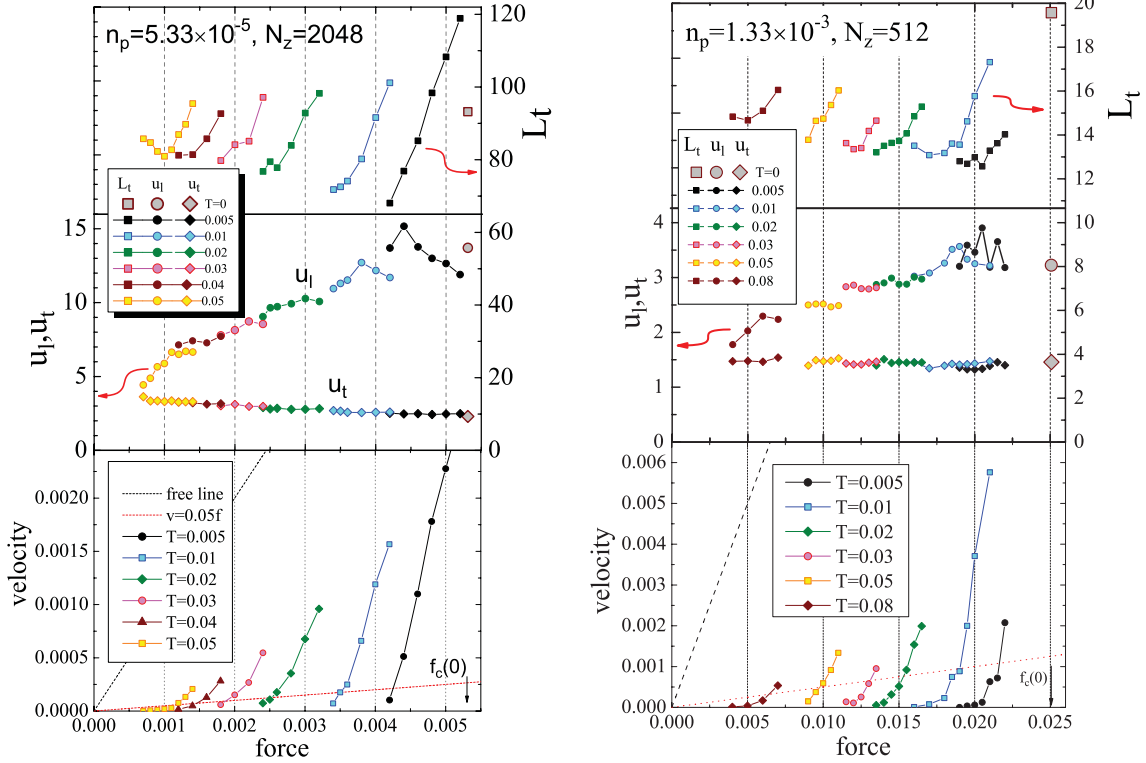 n_p=5.33×10^-5, N_z=2048
120
100
80
60
40
20
0
L_t
L_t u_l u_t
T=0
0.005
0.01
0.02
0.03
0.04
0.05
15
10
5
0
u_l,u_t
u_l
u_t
0.0020
0.0015
0.0010
0.0005
0.0000
velocity
free line
v=0.05f
T=0.005
T=0.01
T=0.02
T=0.03
T=0.04
T=0.05
f_c(0)
0.000 0.001 0.002 0.003 0.004 0.005
force
n_p=1.33×10^-3, N_z=512
20
18
16
14
12
10
8
6
4
2
0
L_t
L_t u_l u_t
T=0
0.005
0.01
0.02
0.03
0.05
0.08
4
3
2
1
0
u_l,u_t
0.006
0.005
0.004
0.003
0.002
0.001
0.000
velocity
T=0.005
T=0.01
T=0.02
T=0.03
T=0.05
T=0.08
f_c(0)
0.000 0.005 0.010 0.015 0.020 0.025
force